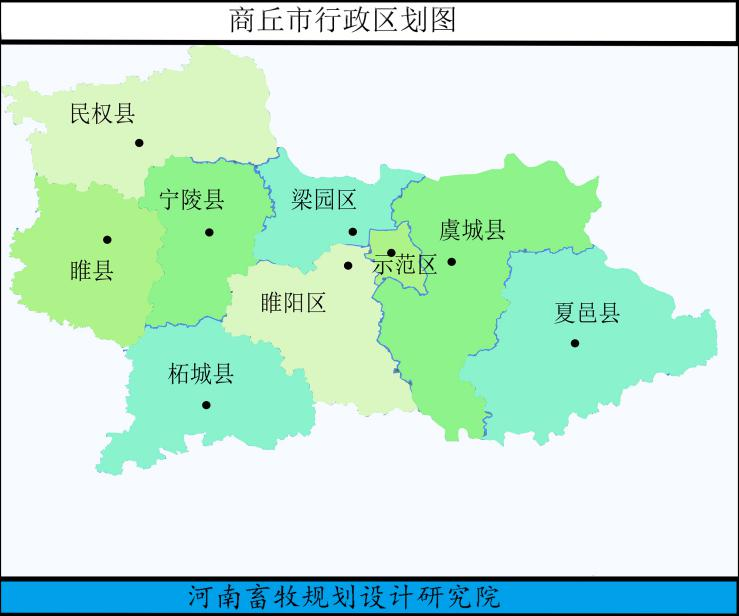 商丘市行政区划图
民权县
宁陵县
梁园区
虞城县
睢县
示范区
睢阳区
夏邑县
柘城县
河南畜牧规划设计研究院